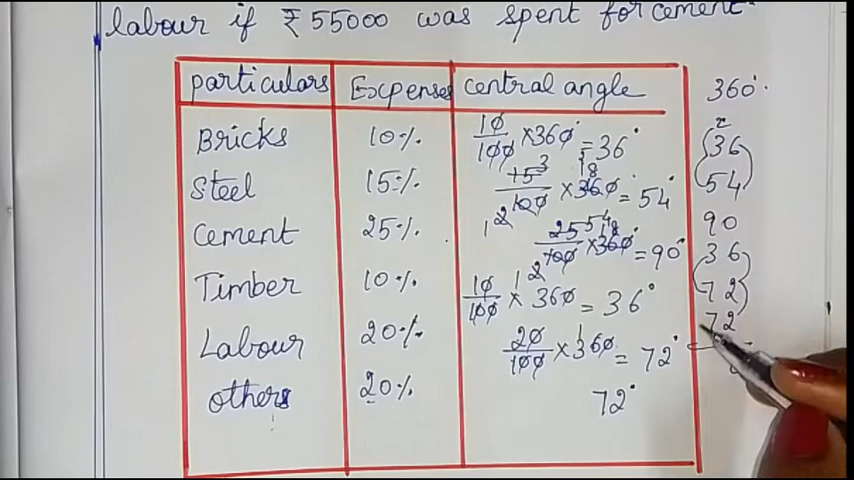 labour if ₹ 55000 was spent for cement
particulars Expenses central angle 360°
Bricks 10% 10/100 × 360° = 36° 36
Steel 15% 15/100 × 360° = 54° 54
Cement 25% 25/100 × 360° = 90° 90
Timber 10% 10/100 × 360 = 36° 36
72
Labour 20% 20/100 × 360 = 72° 72
others 20% 72°